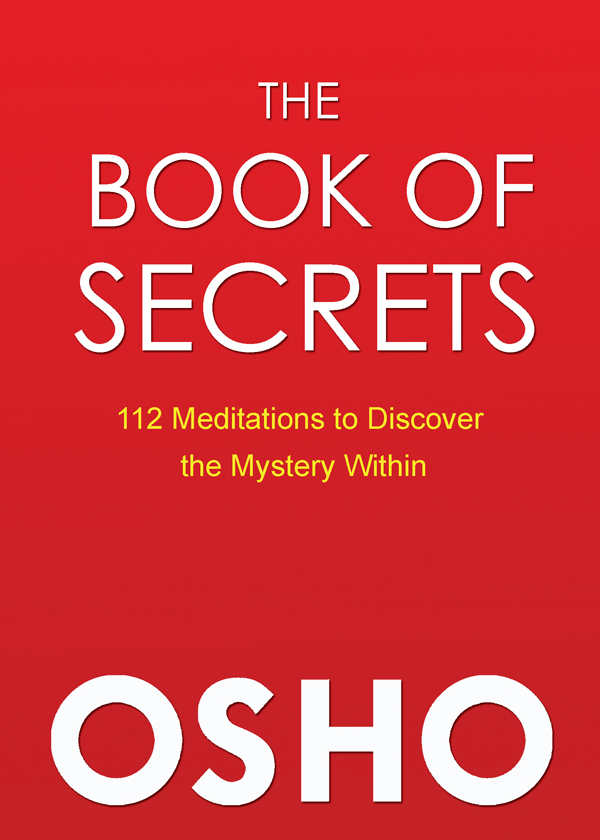 THE
BOOK OF
SECRETS
112 Meditations to Discover
the Mystery Within
OSHO